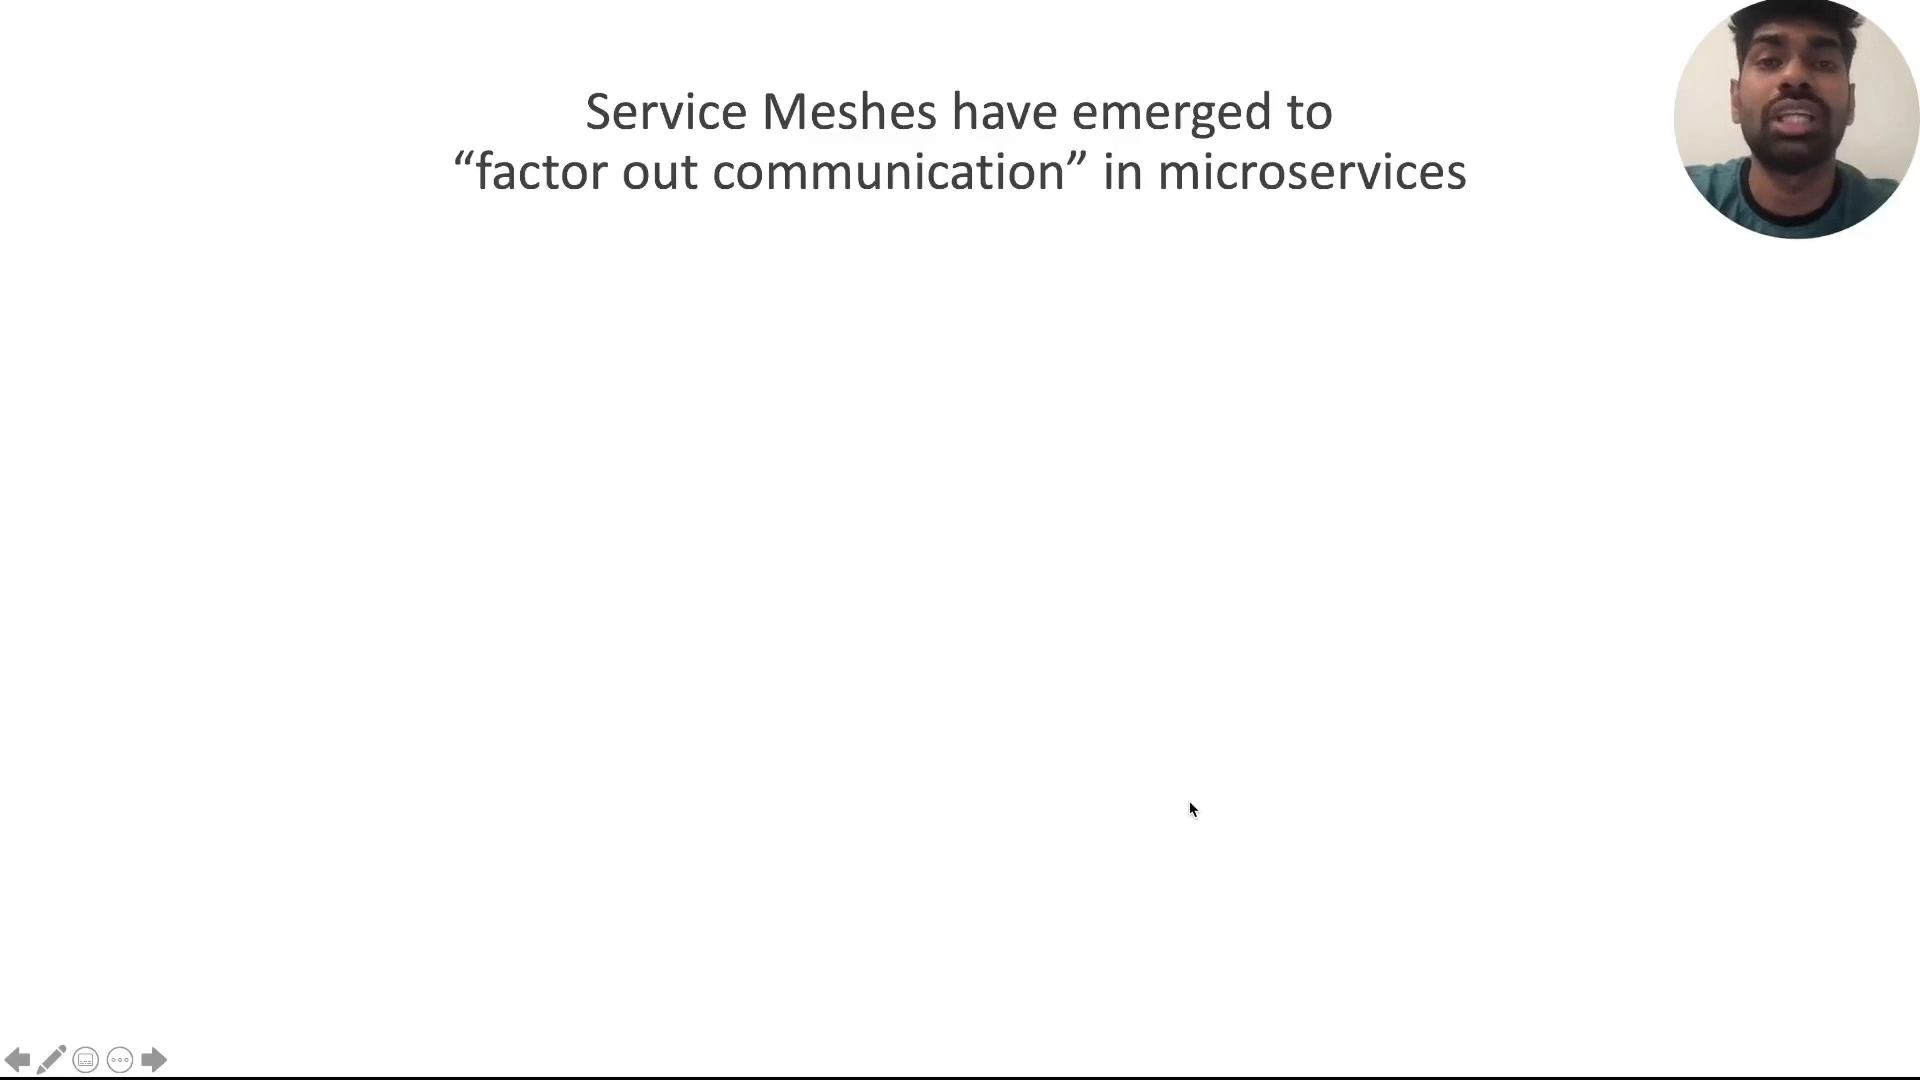 Service Meshes have emerged to
“factor out communication” in microservices